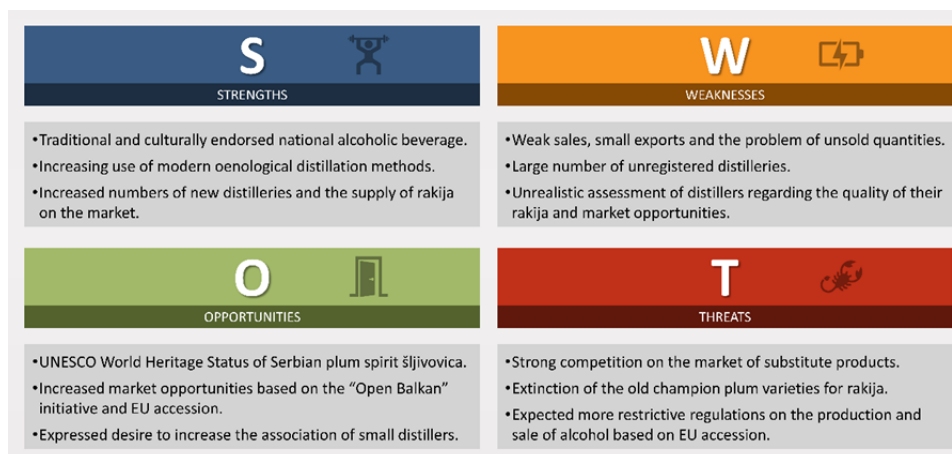 S
STRENGTHS
•Traditional and culturally endorsed national alcoholic beverage.
•Increasing use of modern oenological distillation methods.
•Increased numbers of new distilleries and the supply of rakija
on the market.
W
WEAKNESSES
•Weak sales, small exports and the problem of unsold quantities.
•Large number of unregistered distilleries.
•Unrealistic assessment of distillers regarding the quality of their
rakija and market opportunities.
O
OPPORTUNITIES
•UNESCO World Heritage Status of Serbian plum spirit šljivovica.
•Increased market opportunities based on the “Open Balkan”
initiative and EU accession.
•Expressed desire to increase the association of small distillers.
T
THREATS
•Strong competition on the market of substitute products.
•Extinction of the old champion plum varieties for rakija.
•Expected more restrictive regulations on the production and
sale of alcohol based on EU accession.